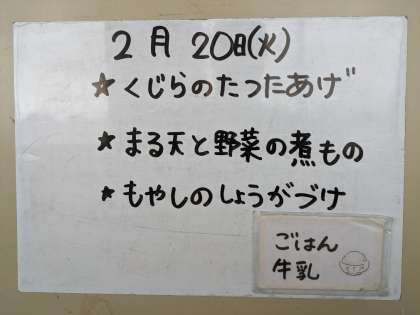 2月 20日(火)
★くじらのたつたあげ
★まる天と野菜の煮もの
★もやしのしょうがづけ
ごはん
牛乳